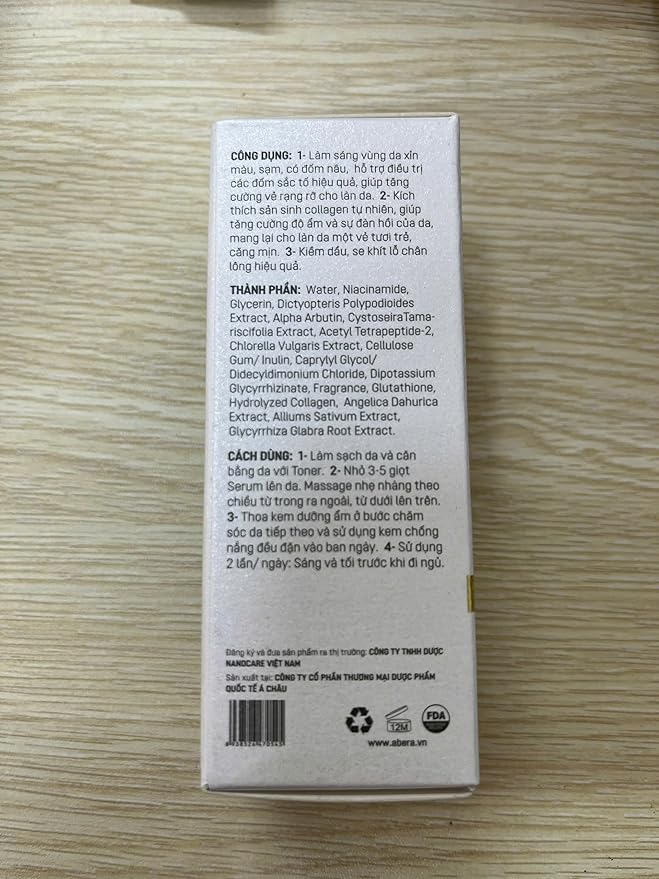 CÔNG DỤNG: 1- Làm sáng vùng da xỉn
màu, sạm, có đốm nâu, hỗ trợ điều trị
các đốm sắc tố hiệu quả, giúp tăng
cường vẻ rạng rỡ cho làn da. 2- Kích
thích sản sinh collagen tự nhiên, giúp
tăng cường độ ẩm và sự đàn hồi của da,
mang lại cho làn da một vẻ tươi trẻ,
căng mịn. 3- Kiềm dầu, se khít lỗ chân
lông hiệu quả.
THÀNH PHẦN: Water, Niacinamide,
Glycerin, Dictyopteris Polypodioides
Extract, Alpha Arbutin, CystoseiraTama-
riscifolia Extract, Acetyl Tetrapeptide-2,
Chlorella Vulgaris Extract, Cellulose
Gum/ Inulin, Caprylyl Glycol/
Didecyldimonium Chloride, Dipotassium
Glycyrrhizinate, Fragrance, Glutathione,
Hydrolyzed Collagen, Angelica Dahurica
Extract, Alliums Sativum Extract,
Glycyrrhiza Glabra Root Extract.
CÁCH DÙNG: 1- Làm sạch da và cân
bằng da với Toner. 2- Nhỏ 3-5 giọt
Serum lên da. Massage nhẹ nhàng theo
chiều từ trong ra ngoài, từ dưới lên trên.
3- Thoa kem dưỡng ẩm ở bước chăm
sóc da tiếp theo và sử dụng kem chống
nắng đều đặn vào ban ngày. 4- Sử dụng
2 lần/ ngày: Sáng và tối trước khi đi ngủ.
Đăng ký và đưa sản phẩm ra thị trường: CÔNG TY TNHH DƯỢC
NANOCARE VIỆT NAM
Sản xuất tại: CÔNG TY CỔ PHẦN THƯƠNG MẠI DƯỢC PHẨM
QUỐC TẾ Á CHÂU
12M
FDA
8 938524 470343
www.abera.vn